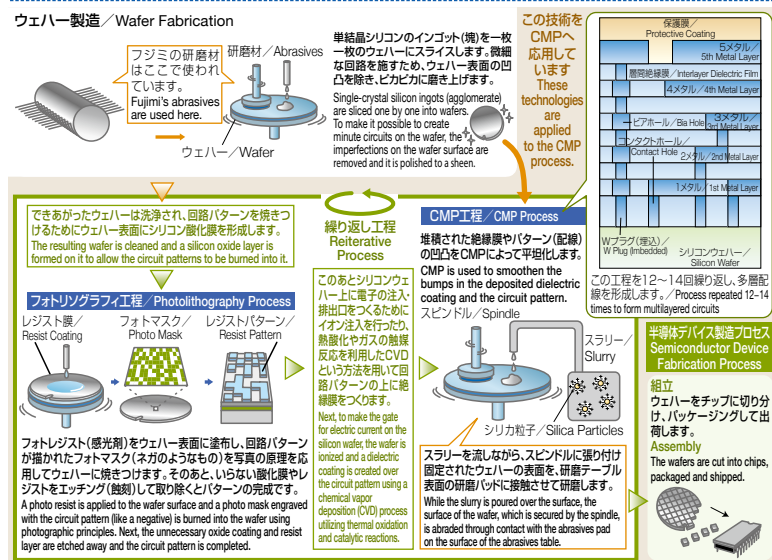 ウェハー製造／Wafer Fabrication
フジミの研磨材
はここで使われ
ています。
Fujimi's abrasives
are used here.
研磨材／Abrasives
ウェハー／Wafer
単結晶シリコンのインゴット(塊)を一枚
一枚のウェハーにスライスします。微細
な回路を施すため、ウェハー表面の凹
凸を除き、ピカピカに磨き上げます。
Single-crystal silicon ingots (agglomerate)
are sliced one by one into wafers.
To make it possible to create
minute circuits on the wafer, the
imperfections on the wafer surface are
removed and it is polished to a sheen.
この技術を
CMPへ
応用して
います
These
technologies
are
applied
to the CMP
process.
保護膜／
Protective Coating
5メタル／
5th Metal Layer
層間絶縁膜／Interlayer Dielectric Film
4メタル／4th Metal Layer
ビアホール／Bia Hole
3メタル／
3rd Metal Layer
コンタクトホール／
Contact Hole
2メタル／2nd Metal Layer
1メタル／1st Metal Layer
Wプラグ(埋込)／
W Plug (Imbedded)
シリコンウェハー／
Silicon Wafer
この工程を12〜14回繰り返し、多層配
線を形成します。／Process repeated 12–14
times to form multilayered circuits
できあがったウェハーは洗浄され、回路パターンを焼きつ
けるためにウェハー表面にシリコン酸化膜を形成します。
The resulting wafer is cleaned and a silicon oxide layer is
formed on it to allow the circuit patterns to be burned into it.
フォトリソグラフィ工程／Photolithography Process
レジスト膜／
Resist Coating
フォトマスク／
Photo Mask
レジストパターン／
Resist Pattern
フォトレジスト(感光剤)をウェハー表面に塗布し、回路パターン
が描かれたフォトマスク(ネガのようなもの)を写真の原理を応
用してウェハーに焼きつけます。そのあと、いらない酸化膜やレ
ジストをエッチング(蝕刻)して取り除くとパターンの完成です。
A photo resist is applied to the wafer surface and a photo mask engraved
with the circuit pattern (like a negative) is burned into the wafer using
photographic principles. Next, the unnecessary oxide coating and resist
layer are etched away and the circuit pattern is completed.
繰り返し工程
Reiterative
Process
このあとシリコンウェ
ハー上に電子の注入・
排出口をつくるために
イオン注入を行ったり、
熱酸化やガスの触媒
反応を利用したCVD
という方法を用いて回
路パターンの上に絶
縁膜をつくります。
Next, to make the gate
for electric current on the
silicon wafer, the wafer is
ionized and a dielectric
coating is created over
the circuit pattern using a
chemical vapor
deposition (CVD) process
utilizing thermal oxidation
and catalytic reactions.
CMP工程／CMP Process
堆積された絶縁膜やパターン(配線)
の凹凸をCMPによって平坦化します。
CMP is used to smoothen the
bumps in the deposited dielectric
coating and the circuit pattern.
スピンドル／Spindle
スラリー／
Slurry
シリカ粒子／Silica Particles
スラリーを流しながら、スピンドルに張り付け
固定されたウェハーの表面を、研磨テーブル
表面の研磨パッドに接触させて研磨します。
While the slurry is poured over the surface, the
surface of the wafer, which is secured by the spindle,
is abraded through contact with the abrasives pad
on the surface of the abrasives table.
半導体デバイス製造プロセス
Semiconductor Device
Fabrication Process
組立
ウェハーをチップに切り分
け、パッケージングして出
荷します。
Assembly
The wafers are cut into chips,
packaged and shipped.